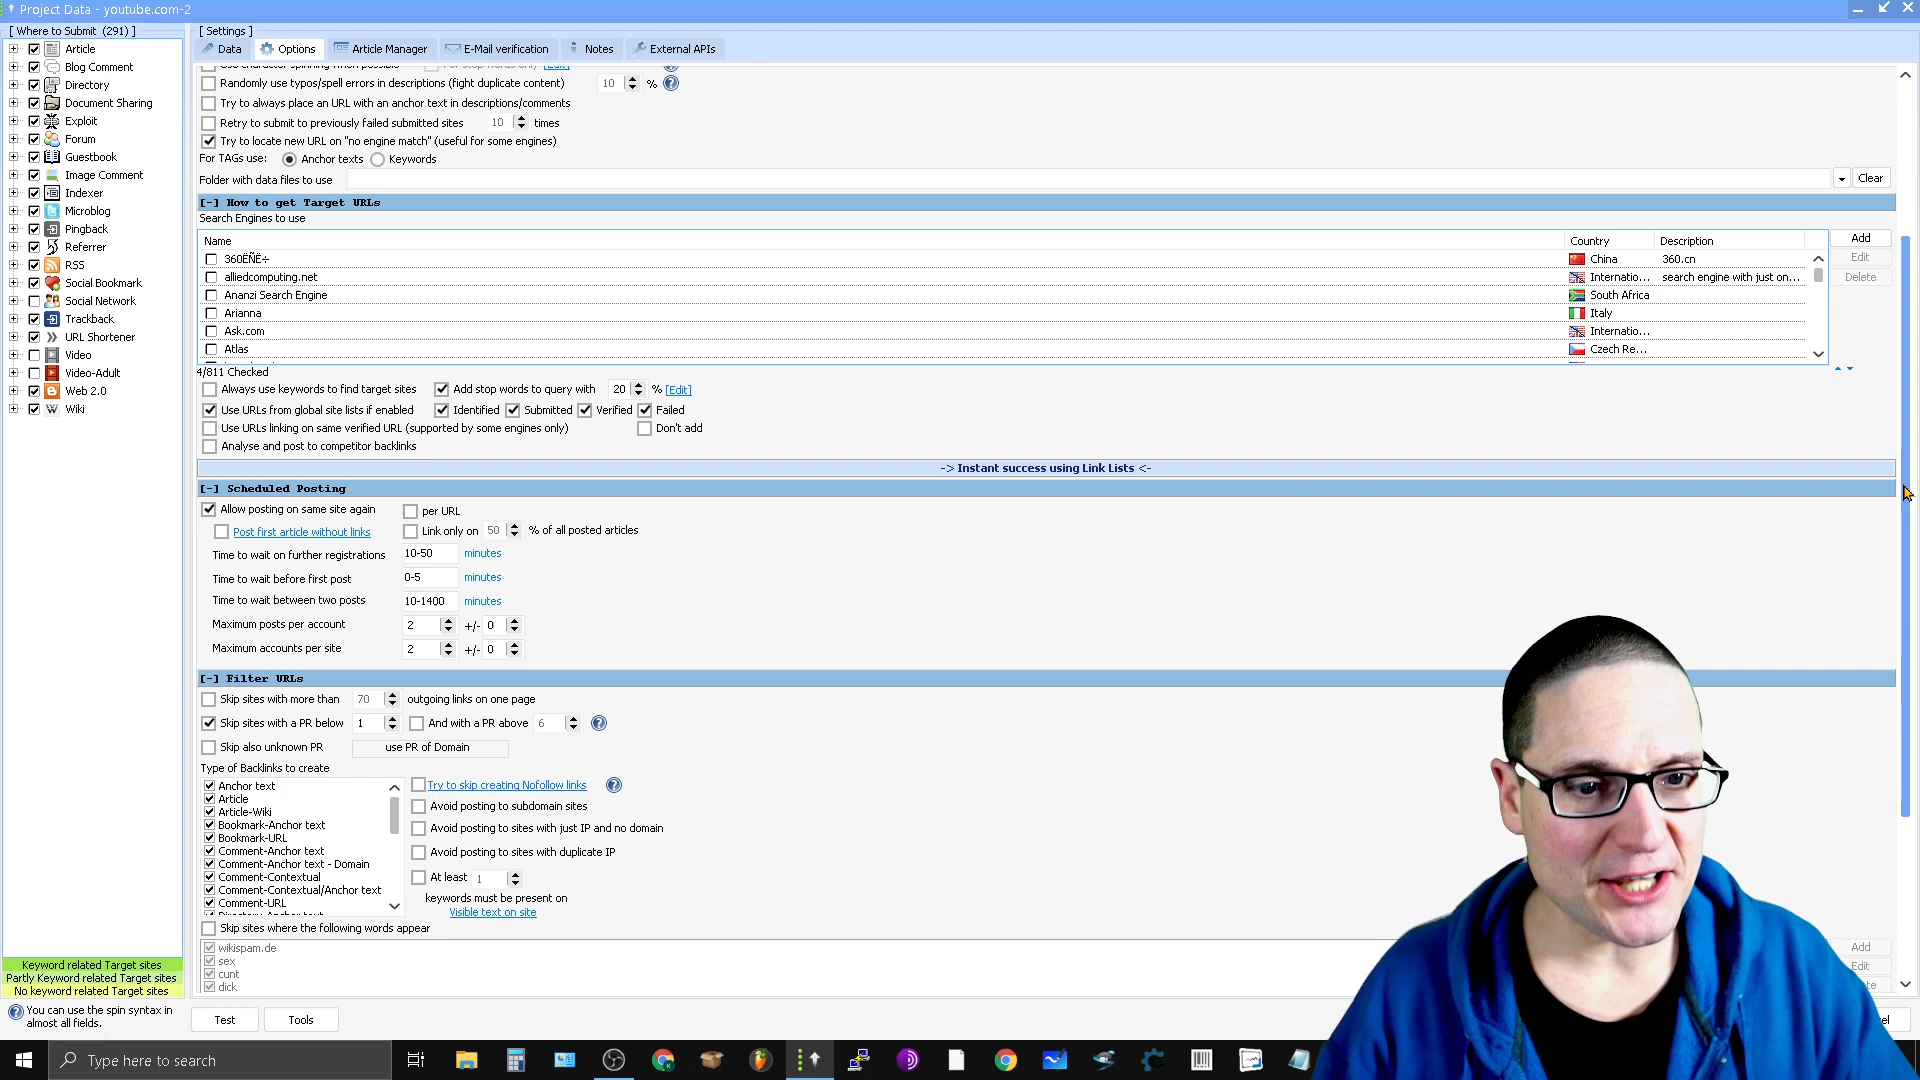 Project Data - youtube.com-2
[ Where to Submit (291) ]
Article
Blog Comment
Directory
Document Sharing
Exploit
Forum
Guestbook
Image Comment
Indexer
Microblog
Pingback
Referrer
RSS
Social Bookmark
Social Network
Trackback
URL Shortener
Video
Video-Adult
Web 2.0
Wiki
Keyword related Target sites
Partly Keyword related Target sites
No keyword related Target sites
You can use the spin syntax in
almost all fields.
[ Settings ]
Data Options Article Manager E-Mail verification Notes External APIs
Randomly use typos/spell errors in descriptions (fight duplicate content) 10 %
Try to always place an URL with an anchor text in descriptions/comments
Retry to submit to previously failed submitted sites 10 times
Try to locate new URL on "no engine match" (useful for some engines)
For TAGs use: Anchor texts Keywords
Folder with data files to use Clear
[-] How to get Target URLs
Search Engines to use
Name Country Description Add
360ËÑË÷ China 360.cn Edit
alliedcomputing.net Internatio... search engine with just on... Delete
Ananzi Search Engine South Africa
Arianna Italy
Ask.com Internatio...
Atlas Czech Re...
4/811 Checked
Always use keywords to find target sites Add stop words to query with 20 % [Edit]
Use URLs from global site lists if enabled Identified Submitted Verified Failed
Use URLs linking on same verified URL (supported by some engines only) Don't add
Analyse and post to competitor backlinks
-> Instant success using Link Lists <-
[-] Scheduled Posting
Allow posting on same site again per URL
Post first article without links Link only on 50 % of all posted articles
Time to wait on further registrations 10-50 minutes
Time to wait before first post 0-5 minutes
Time to wait between two posts 10-1400 minutes
Maximum posts per account 2 +/- 0
Maximum accounts per site 2 +/- 0
[-] Filter URLs
Skip sites with more than 70 outgoing links on one page
Skip sites with a PR below 1 And with a PR above 6
Skip also unknown PR use PR of Domain
Type of Backlinks to create
Anchor text
Article
Article-Wiki
Bookmark-Anchor text
Bookmark-URL
Comment-Anchor text
Comment-Anchor text - Domain
Comment-Contextual
Comment-Contextual/Anchor text
Comment-URL
Try to skip creating Nofollow links
Avoid posting to subdomain sites
Avoid posting to sites with just IP and no domain
Avoid posting to sites with duplicate IP
At least 1
keywords must be present on
Visible text on site
Skip sites where the following words appear
wikispam.de Add
sex Edit
cunt
dick
Test Tools
Type here to search